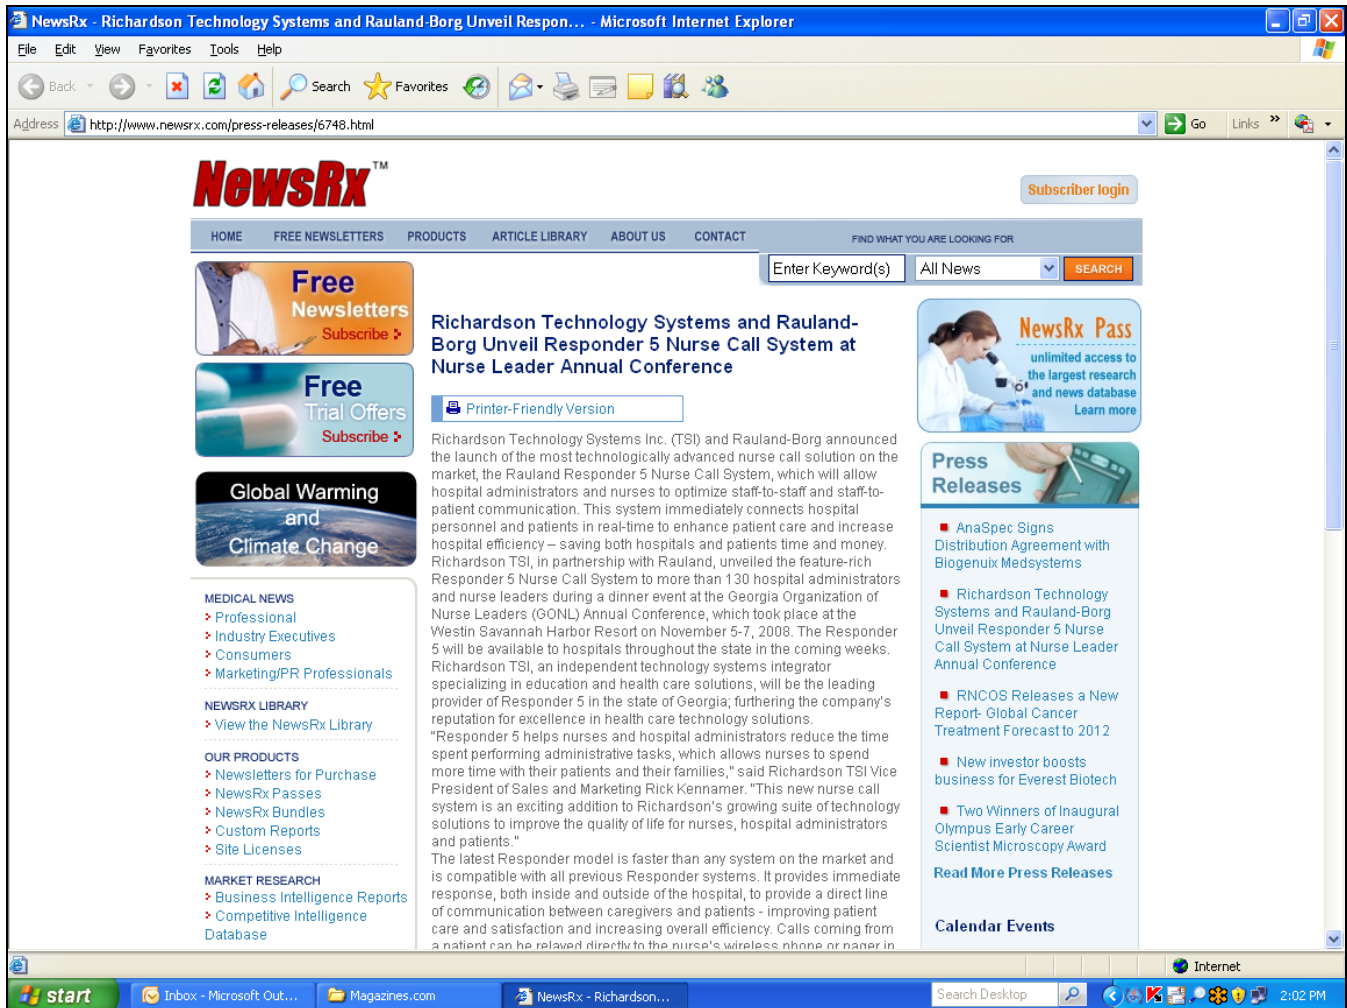 NewsRx - Richardson Technology Systems and Rauland-Borg Unveil Respon... - Microsoft Internet Explorer
File Edit View Favorites Tools Help
Back Search Favorites
Address http://www.newsrx.com/press-releases/6748.html Go Links »
NewsRx™
Subscriber login
HOME FREE NEWSLETTERS PRODUCTS ARTICLE LIBRARY ABOUT US CONTACT FIND WHAT YOU ARE LOOKING FOR
Enter Keyword(s) All News SEARCH
Free
Newsletters
Subscribe
Free
Trial Offers
Subscribe
Global Warming
and
Climate Change
MEDICAL NEWS
Professional
Industry Executives
Consumers
Marketing/PR Professionals
NEWSRX LIBRARY
View the NewsRx Library
OUR PRODUCTS
Newsletters for Purchase
NewsRx Passes
NewsRx Bundles
Custom Reports
Site Licenses
MARKET RESEARCH
Business Intelligence Reports
Competitive Intelligence
Database
Richardson Technology Systems and Rauland-
Borg Unveil Responder 5 Nurse Call System at
Nurse Leader Annual Conference
Printer-Friendly Version
Richardson Technology Systems Inc. (TSI) and Rauland-Borg announced
the launch of the most technologically advanced nurse call solution on the
market, the Rauland Responder 5 Nurse Call System, which will allow
hospital administrators and nurses to optimize staff-to-staff and staff-to-
patient communication. This system immediately connects hospital
personnel and patients in real-time to enhance patient care and increase
hospital efficiency – saving both hospitals and patients time and money.
Richardson TSI, in partnership with Rauland, unveiled the feature-rich
Responder 5 Nurse Call System to more than 130 hospital administrators
and nurse leaders during a dinner event at the Georgia Organization of
Nurse Leaders (GONL) Annual Conference, which took place at the
Westin Savannah Harbor Resort on November 5-7, 2008. The Responder
5 will be available to hospitals throughout the state in the coming weeks.
Richardson TSI, an independent technology systems integrator
specializing in education and health care solutions, will be the leading
provider of Responder 5 in the state of Georgia; furthering the company's
reputation for excellence in health care technology solutions.
"Responder 5 helps nurses and hospital administrators reduce the time
spent performing administrative tasks, which allows nurses to spend
more time with their patients and their families," said Richardson TSI Vice
President of Sales and Marketing Rick Kennamer. "This new nurse call
system is an exciting addition to Richardson's growing suite of technology
solutions to improve the quality of life for nurses, hospital administrators
and patients."
The latest Responder model is faster than any system on the market and
is compatible with all previous Responder systems. It provides immediate
response, both inside and outside of the hospital, to provide a direct line
of communication between caregivers and patients - improving patient
care and satisfaction and increasing overall efficiency. Calls coming from
a patient can be relayed directly to the nurse's wireless phone or pager in
NewsRx Pass
unlimited access to
the largest research
and news database
Learn more
Press
Releases
AnaSpec Signs
Distribution Agreement with
Biogenuix Medsystems
Richardson Technology
Systems and Rauland-Borg
Unveil Responder 5 Nurse
Call System at Nurse Leader
Annual Conference
RNCOS Releases a New
Report- Global Cancer
Treatment Forecast to 2012
New investor boosts
business for Everest Biotech
Two Winners of Inaugural
Olympus Early Career
Scientist Microscopy Award
Read More Press Releases
Calendar Events
Internet
start Inbox - Microsoft Out... Magazines.com NewsRx - Richardson... Search Desktop 2:02 PM